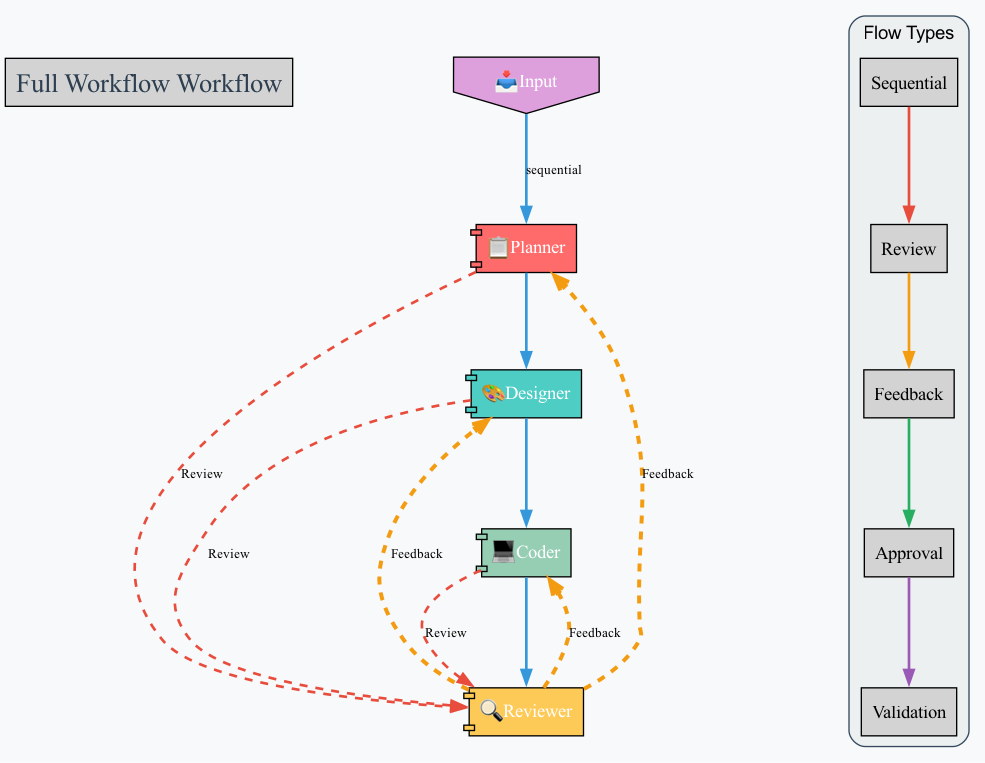 Full Workflow Workflow
Input
sequential
Planner
Designer
Review
Feedback
Review
Feedback
Coder
Review
Feedback
Reviewer
Flow Types
Sequential
Review
Feedback
Approval
Validation